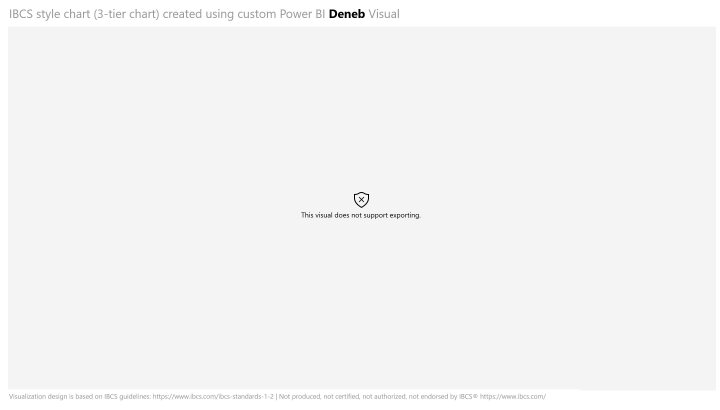 IBCS style chart (3-tier chart) created using custom Power BI Deneb Visual
This visual does not support exporting.
Visualization design is based on IBCS guidelines: https://www.ibcs.com/ibcs-standards-1-2 | Not produced, not certified, not authorized, not endorsed by IBCS® https://www.ibcs.com/